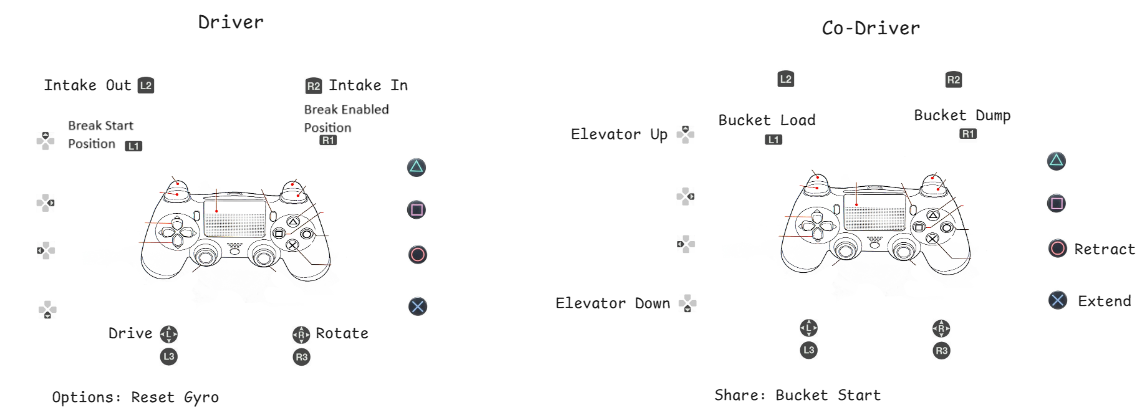 Driver
Intake Out L2
R2 Intake In
Break Start
Position L1
Break Enabled
Position
R1
Drive L
R Rotate
L3
R3
Options: Reset Gyro
Co-Driver
L2
R2
Elevator Up
Bucket Load
L1
Bucket Dump
R1
Retract
Elevator Down
Extend
L
R
L3
R3
Share: Bucket Start